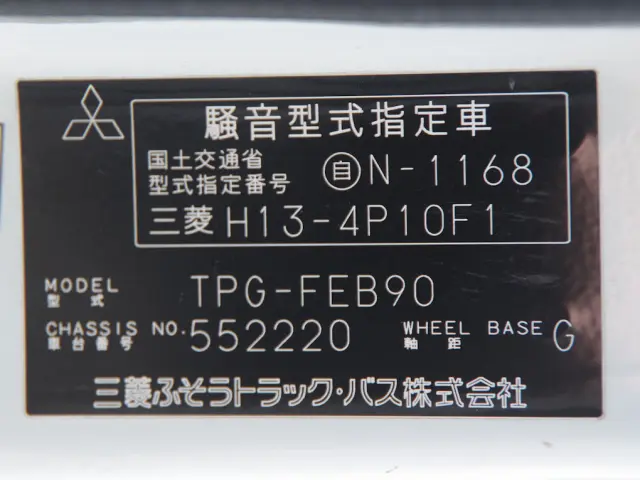 騒音型式指定車
国土交通省
型式指定番号 自N-1168
三菱 H13-4P10F1
MODEL TPG-FEB90
型式
CHASSIS NO. 552220 WHEEL BASE G
車台番号 軸距
三菱ふそうトラック・バス株式会社